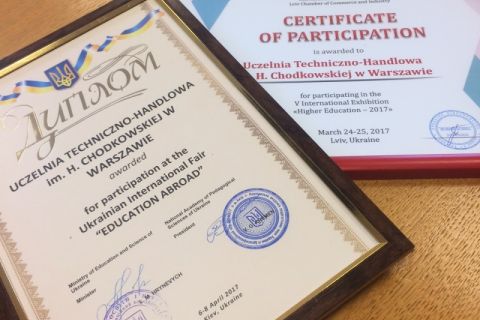 ДИПЛОМ
UCZELNIA TECHNICZNO-HANDLOWA
im. H. CHODKOWSKIEJ W
WARSZAWIE
awarded
for participation at the
Ukrainian International Fair
"EDUCATION ABROAD"
Ministry of Education and Science of
Ukraine
Minister
National Academy of Pedagogical
Sciences of Ukraine
President
6-8 April 2017
Kiev, Ukraine
Lviv Chamber of Commerce and Industry
CERTIFICATE
OF PARTICIPATION
is awarded to
Uczelnia Techniczno-Handlowa
H. Chodkowskiej w Warszawie
for participating in the
V International Exhibition
«Higher Education – 2017»
March 24-25, 2017
Lviv, Ukraine